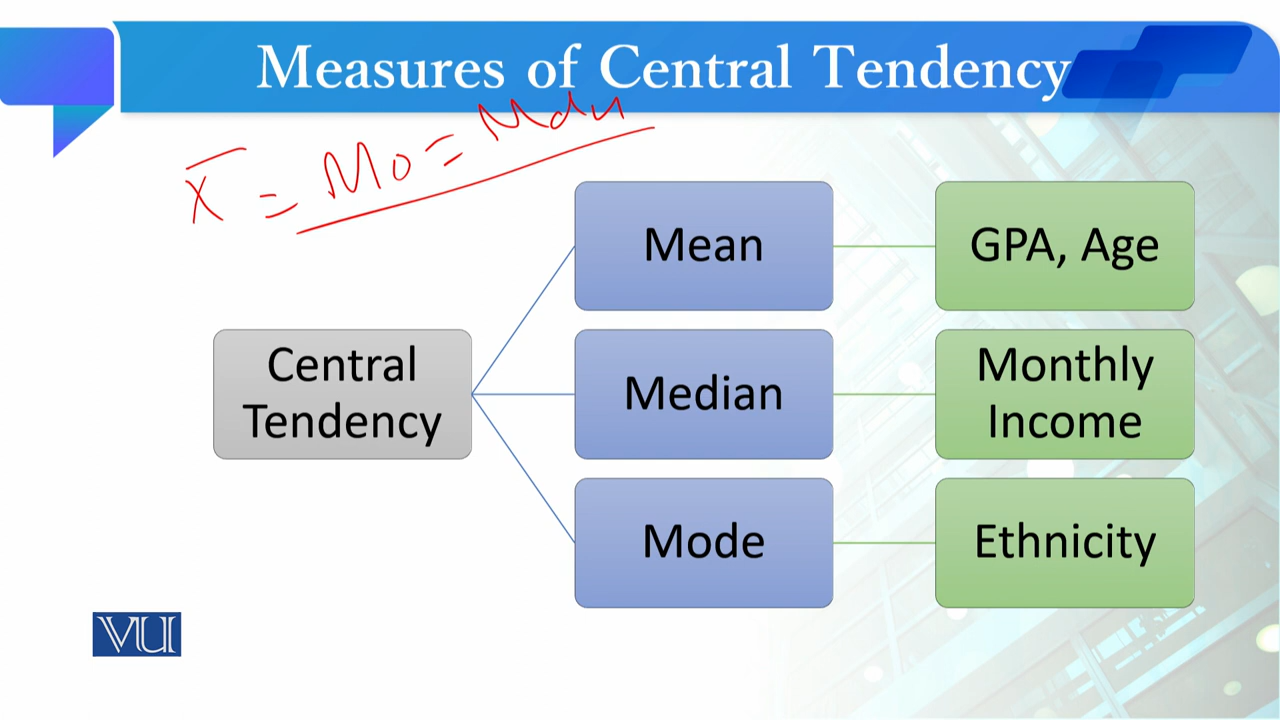 Measures of Central Tendency
x̄ = Mo = Mdn
Mean
GPA, Age
Central
Tendency
Median
Monthly
Income
Mode
Ethnicity
VU